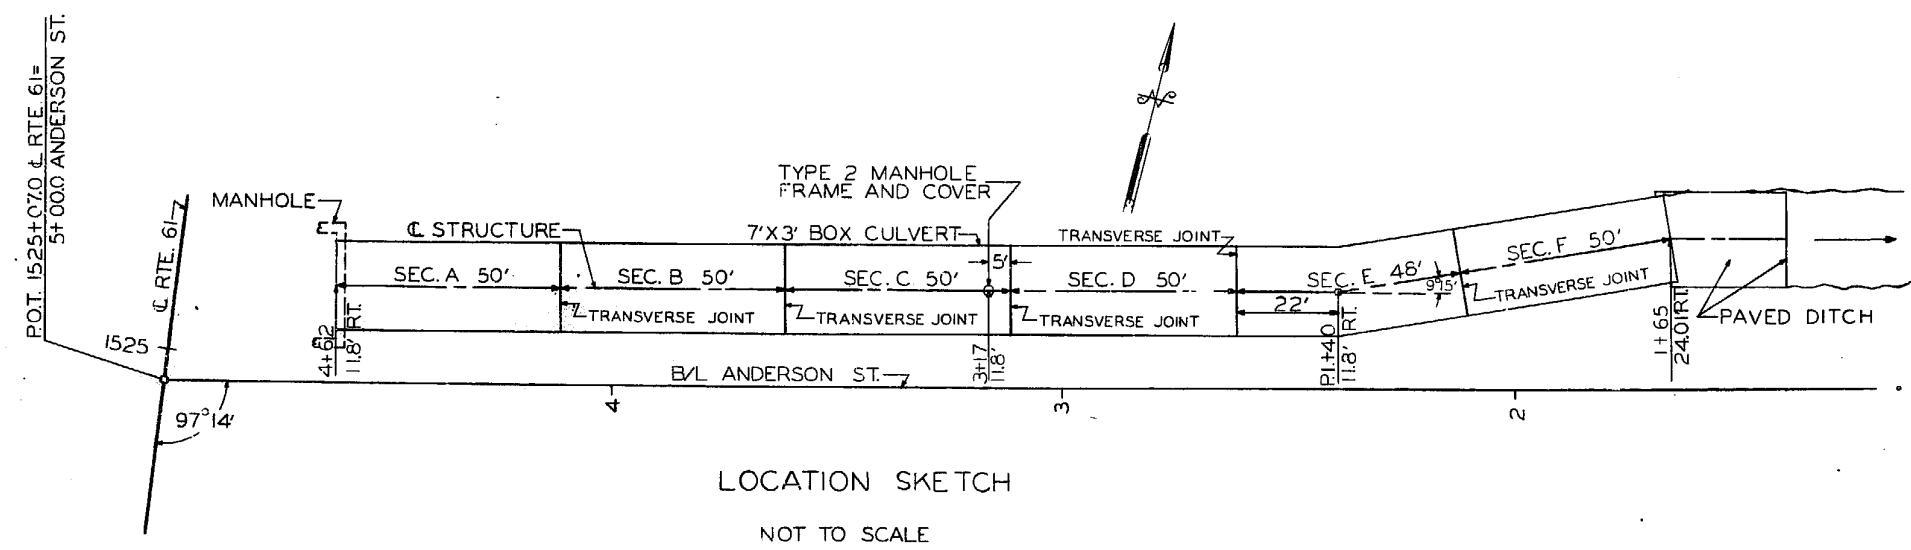 P.O.T. 1525+07.0 ℄ RTE. 61=
5+00.0 ANDERSON ST.
℄ RTE. 61
MANHOLE
℄ STRUCTURE
TYPE 2 MANHOLE
FRAME AND COVER
7'X3' BOX CULVERT
TRANSVERSE JOINT
5'
SEC. A 50'
SEC. B 50'
SEC. C 50'
SEC. D 50'
SEC. E 48'
SEC. F 50'
9°15'
22'
TRANSVERSE JOINT
TRANSVERSE JOINT
TRANSVERSE JOINT
TRANSVERSE JOINT
PAVED DITCH
1525
4+62
11.8' RT.
3+17
11.8'
P.I. 1+40
11.8' RT.
1+65
24.01' RT.
B/L ANDERSON ST.
97°14'
4
3
2
LOCATION SKETCH
NOT TO SCALE